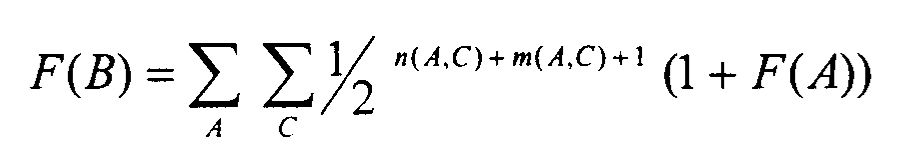 F(B) = ∑_A ∑_C 1/2 ^{n(A,C)+m(A,C)+1} (1 + F(A))